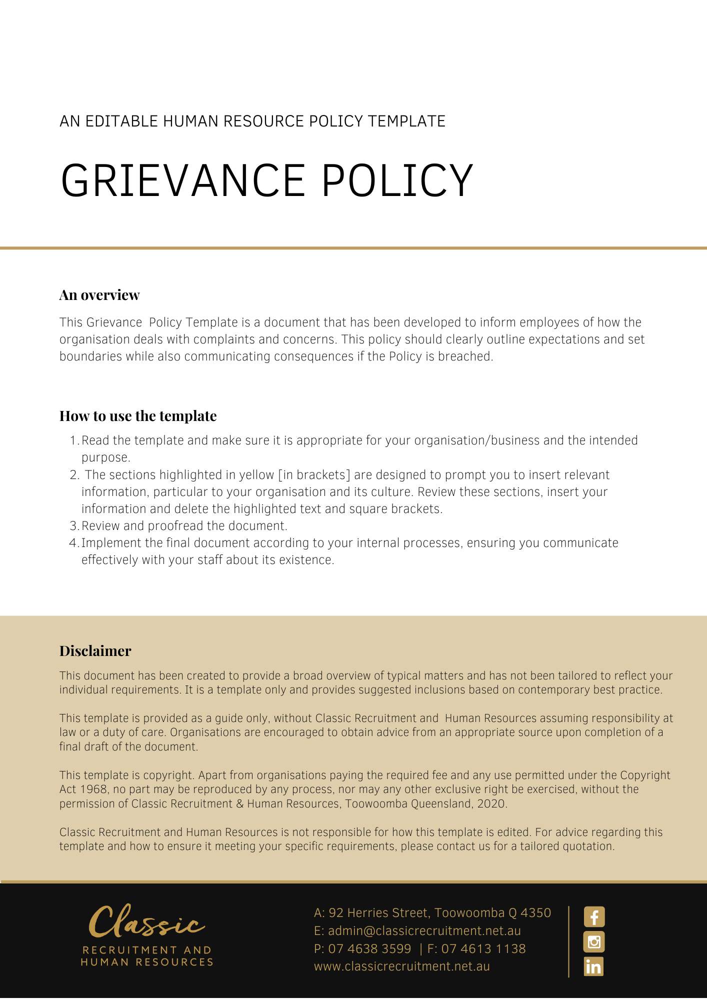 AN EDITABLE HUMAN RESOURCE POLICY TEMPLATE
GRIEVANCE POLICY
An overview
This Grievance  Policy Template is a document that has been developed to inform employees of how the
organisation deals with complaints and concerns. This policy should clearly outline expectations and set
boundaries while also communicating consequences if the Policy is breached.
How to use the template
1. Read the template and make sure it is appropriate for your organisation/business and the intended
purpose.
2.  The sections highlighted in yellow [in brackets] are designed to prompt you to insert relevant
information, particular to your organisation and its culture. Review these sections, insert your
information and delete the highlighted text and square brackets.
3. Review and proofread the document.
4. Implement the final document according to your internal processes, ensuring you communicate
effectively with your staff about its existence.
Disclaimer
This document has been created to provide a broad overview of typical matters and has not been tailored to reflect your
individual requirements. It is a template only and provides suggested inclusions based on contemporary best practice.
This template is provided as a guide only, without Classic Recruitment and  Human Resources assuming responsibility at
law or a duty of care. Organisations are encouraged to obtain advice from an appropriate source upon completion of a
final draft of the document.
This template is copyright. Apart from organisations paying the required fee and any use permitted under the Copyright
Act 1968, no part may be reproduced by any process, nor may any other exclusive right be exercised, without the
permission of Classic Recruitment & Human Resources, Toowoomba Queensland, 2020.
Classic Recruitment and Human Resources is not responsible for how this template is edited. For advice regarding this
template and how to ensure it meeting your specific requirements, please contact us for a tailored quotation.
Classic
RECRUITMENT AND
HUMAN RESOURCES
A: 92 Herries Street, Toowoomba Q 4350
E: admin@classicrecruitment.net.au
P: 07 4638 3599  | F: 07 4613 1138
www.classicrecruitment.net.au
f
in